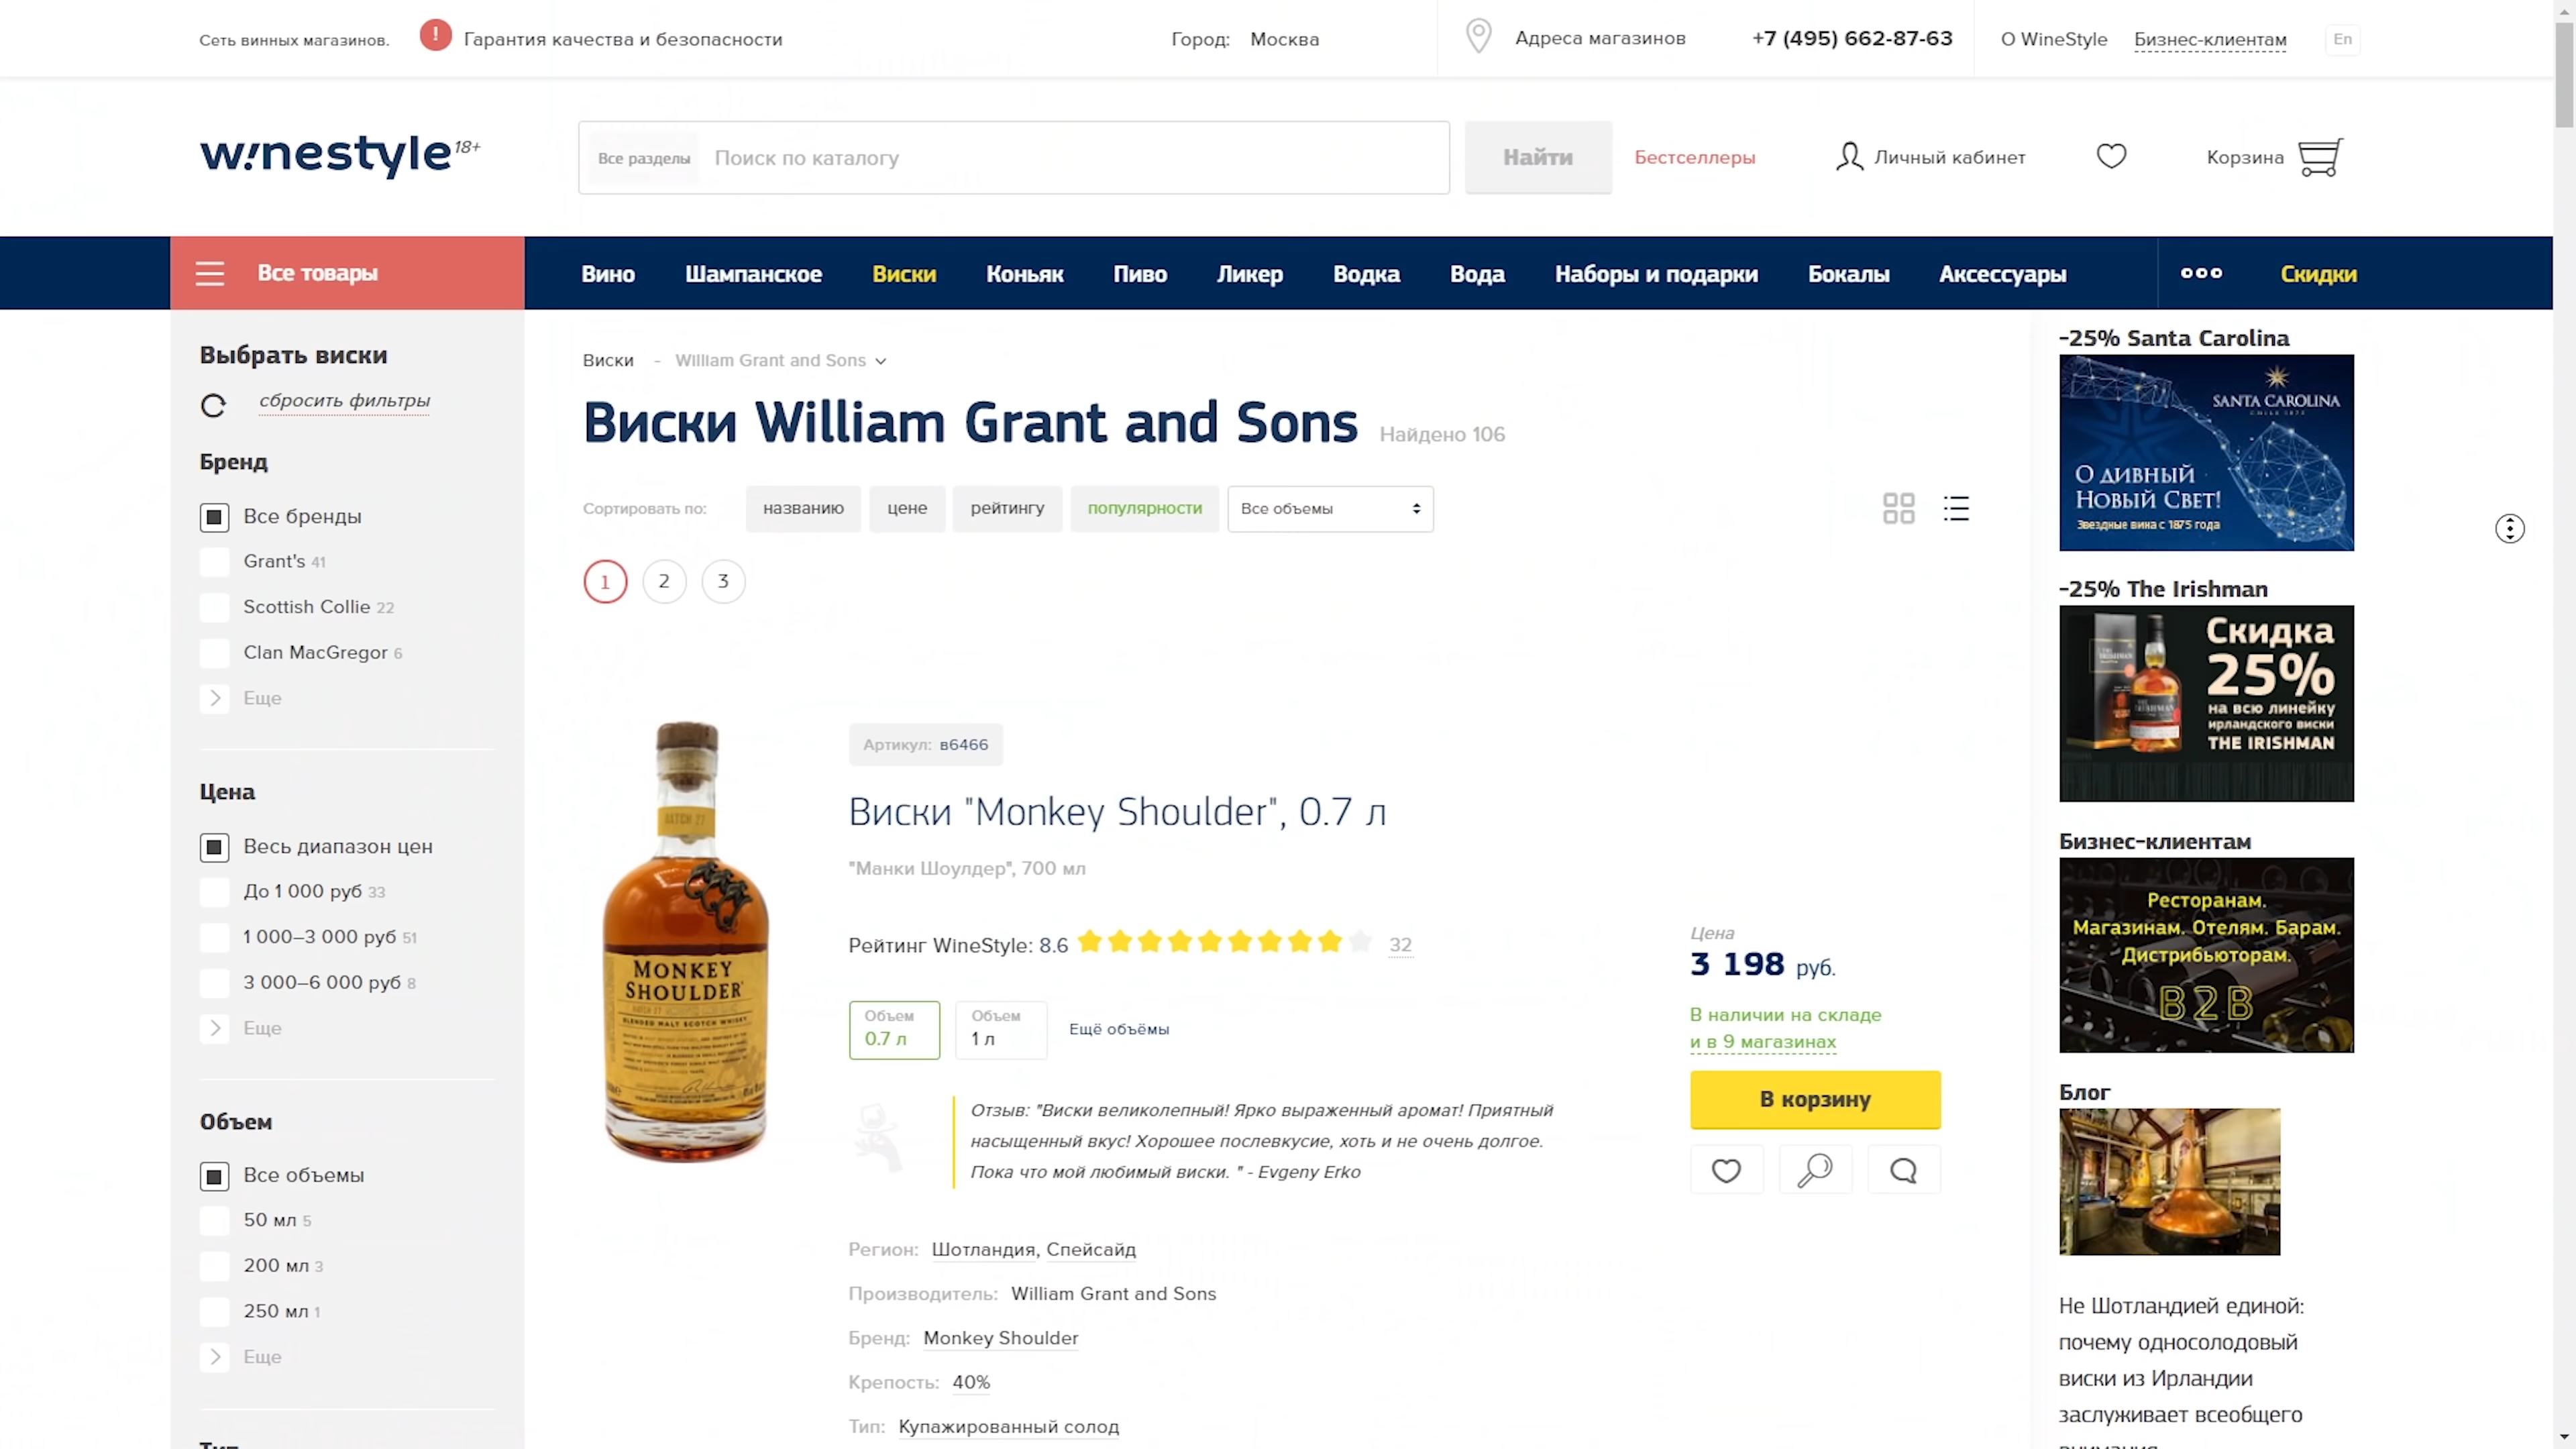 Сеть винных магазинов.
! Гарантия качества и безопасности
Город: Москва
Адреса магазинов
+7 (495) 662-87-63
О WineStyle
Бизнес-клиентам
En
w!nestyle 18+
Все разделы
Поиск по каталогу
Найти
Бестселлеры
Личный кабинет
Корзина
Все товары
Вино
Шампанское
Виски
Коньяк
Пиво
Ликер
Водка
Вода
Наборы и подарки
Бокалы
Аксессуары
Скидки
Выбрать виски
сбросить фильтры
Бренд
Все бренды
Grant's 41
Scottish Collie 22
Clan MacGregor 6
Еще
Цена
Весь диапазон цен
До 1 000 руб 33
1 000–3 000 руб 51
3 000–6 000 руб 8
Еще
Объем
Все объемы
50 мл 5
200 мл 3
250 мл 1
Еще
Виски - William Grant and Sons
Виски William Grant and Sons Найдено 106
Сортировать по: названию цене рейтингу популярности Все объемы
1 2 3
MONKEY
SHOULDER
BLENDED MALT SCOTCH WHISKY
Артикул: в6466
Виски "Monkey Shoulder", 0.7 л
"Манки Шоулдер", 700 мл
Рейтинг WineStyle: 8.6 32
Объем
0.7 л
Объем
1 л
Ещё объёмы
Отзыв: "Виски великолепный! Ярко выраженный аромат! Приятный
насыщенный вкус! Хорошее послевкусие, хоть и не очень долгое.
Пока что мой любимый виски. " - Evgeny Erko
Регион: Шотландия, Спейсайд
Производитель: William Grant and Sons
Бренд: Monkey Shoulder
Крепость: 40%
Тип: Купажированный солод
Цена
3 198 руб.
В наличии на складе
и в 9 магазинах
В корзину
-25% Santa Carolina
SANTA CAROLINA
CHILE 1875
О ДИВНЫЙ
НОВЫЙ СВЕТ!
Звездные вина с 1875 года
-25% The Irishman
Скидка
25%
на всю линейку
ирландского виски
THE IRISHMAN
Бизнес-клиентам
Ресторанам.
Магазинам. Отелям. Барам.
Дистрибьюторам.
B2B
Блог
Не Шотландией единой:
почему односолодовый
виски из Ирландии
заслуживает всеобщего